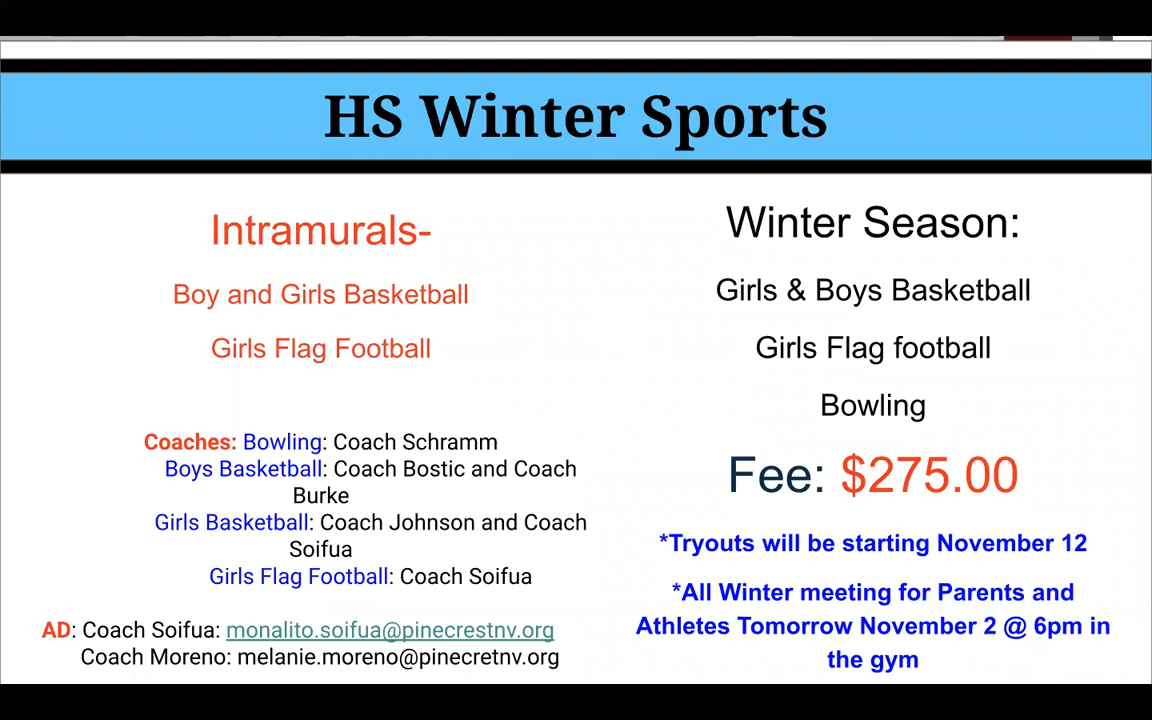 HS Winter Sports
Intramurals-
Boy and Girls Basketball
Girls Flag Football
Coaches: Bowling: Coach Schramm
Boys Basketball: Coach Bostic and Coach
Burke
Girls Basketball: Coach Johnson and Coach
Soifua
Girls Flag Football: Coach Soifua
AD: Coach Soifua: monalito.soifua@pinecrestnv.org
Coach Moreno: melanie.moreno@pinecretnv.org
Winter Season:
Girls & Boys Basketball
Girls Flag football
Bowling
Fee: $275.00
*Tryouts will be starting November 12
*All Winter meeting for Parents and
Athletes Tomorrow November 2 @ 6pm in
the gym